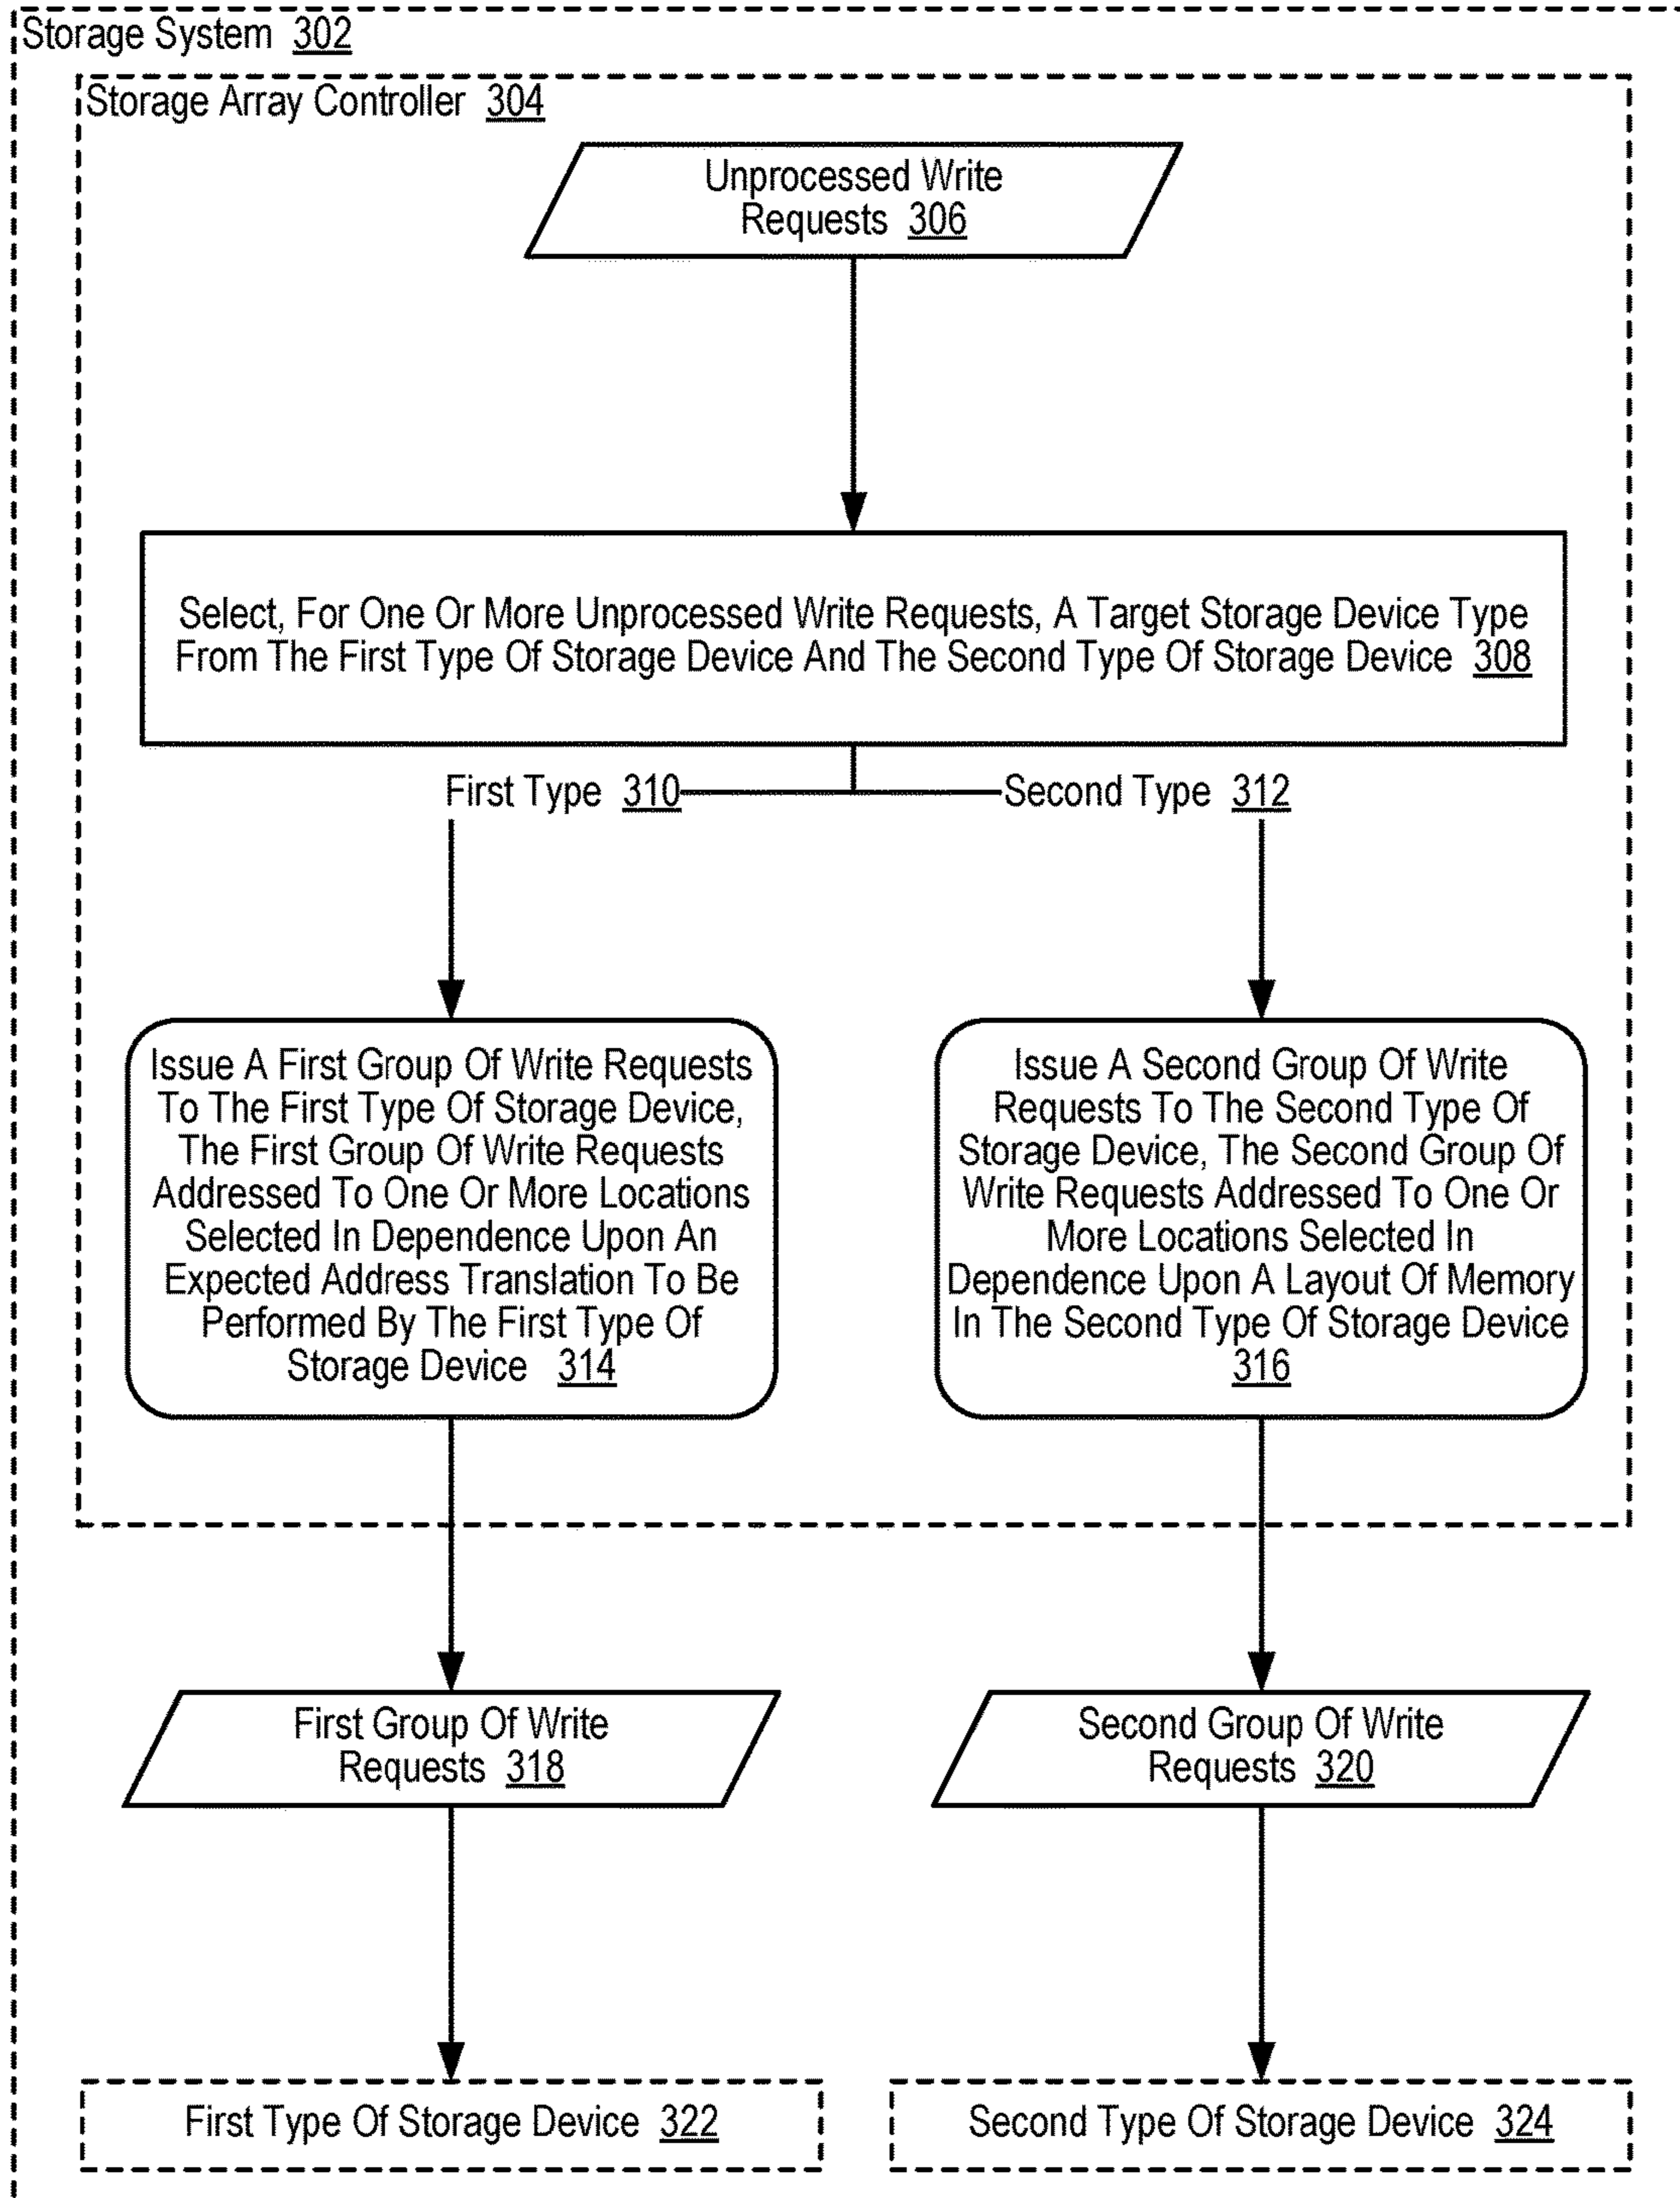 Storage System 302
Storage Array Controller 304
Unprocessed Write
Requests 306
Select, For One Or More Unprocessed Write Requests, A Target Storage Device Type
From The First Type Of Storage Device And The Second Type Of Storage Device 308
First Type 310
Second Type 312
Issue A First Group Of Write Requests
To The First Type Of Storage Device,
The First Group Of Write Requests
Addressed To One Or More Locations
Selected In Dependence Upon An
Expected Address Translation To Be
Performed By The First Type Of
Storage Device 314
Issue A Second Group Of Write
Requests To The Second Type Of
Storage Device, The Second Group Of
Write Requests Addressed To One Or
More Locations Selected In
Dependence Upon A Layout Of Memory
In The Second Type Of Storage Device
316
First Group Of Write
Requests 318
Second Group Of Write
Requests 320
First Type Of Storage Device 322
Second Type Of Storage Device 324